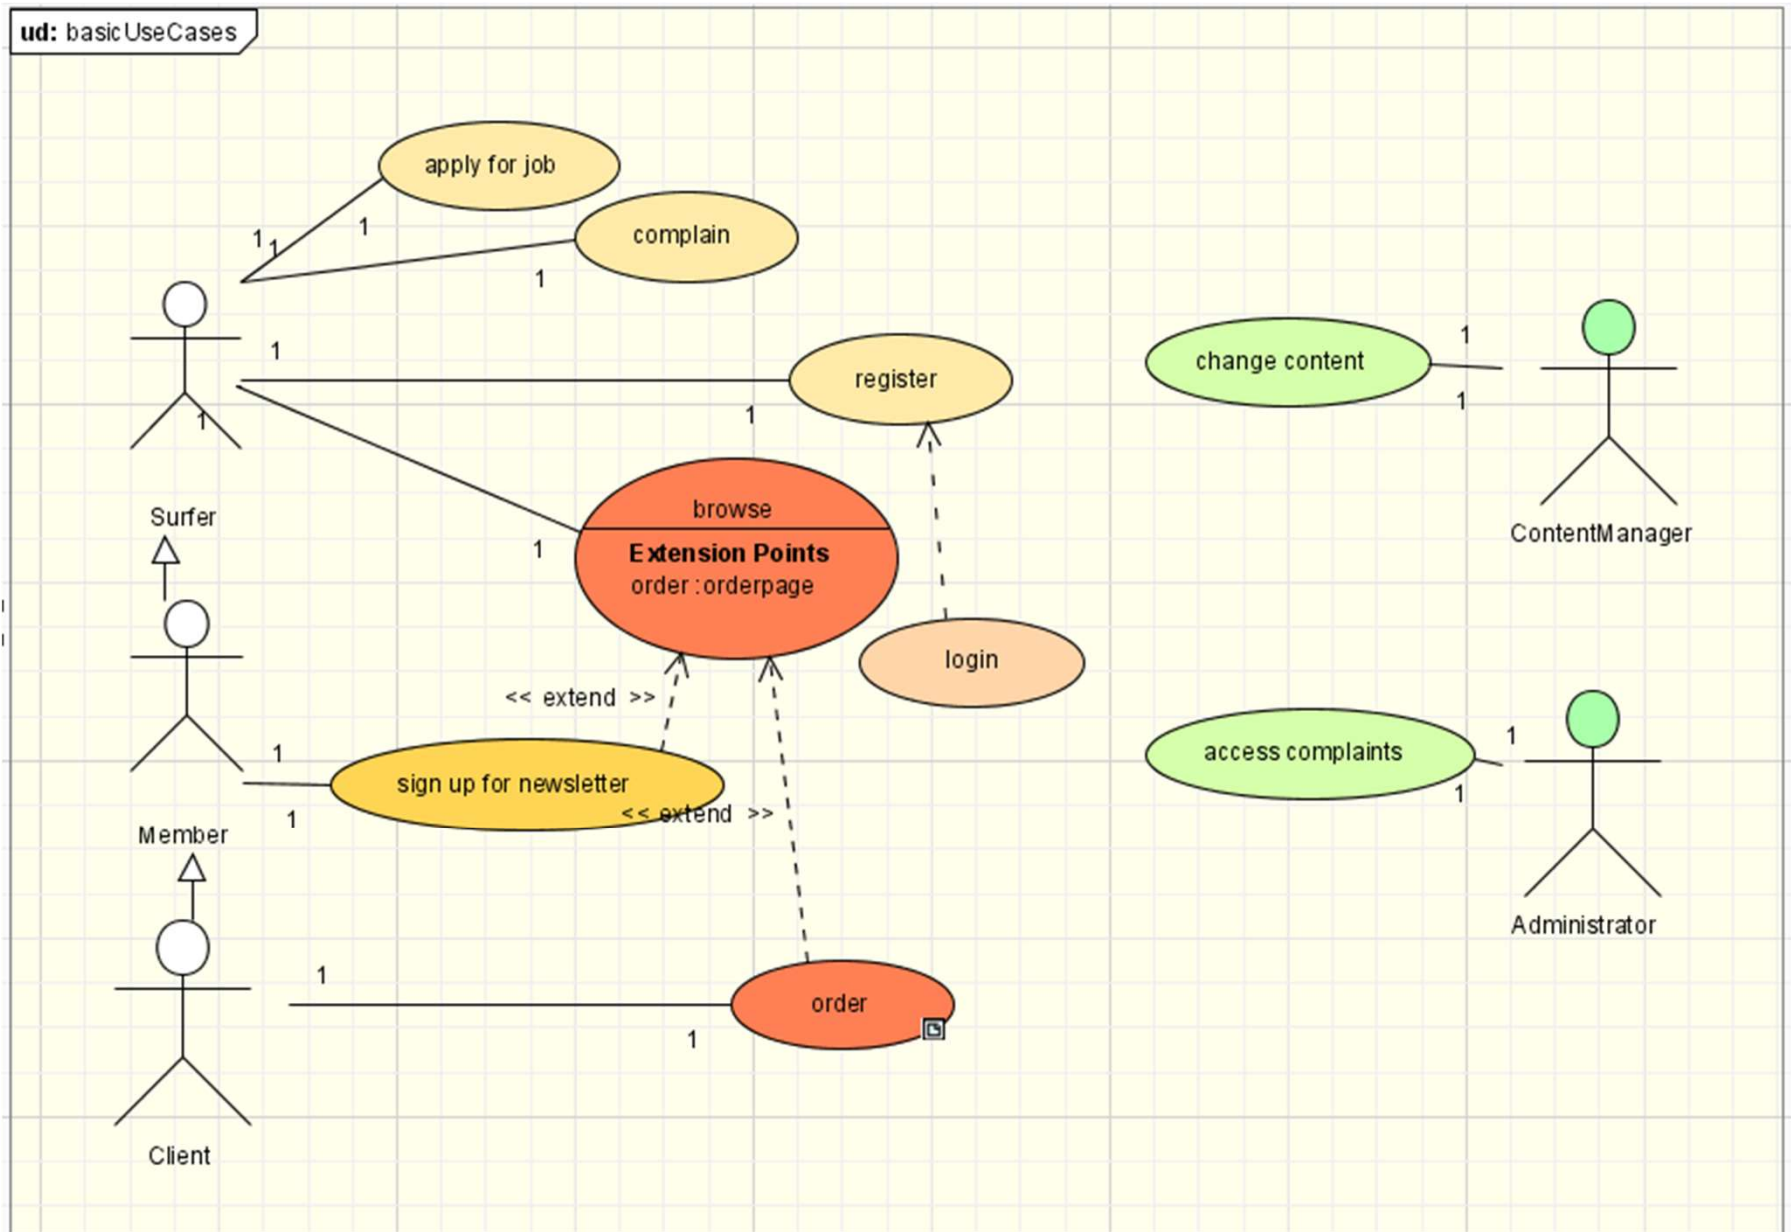 ud: basicUseCases
apply for job
complain
1
1
1
1
1
register
1
change content
1
1
ContentManager
1
browse
Extension Points
order : orderpage
1
Surfer
login
<< extend >>
sign up for newsletter
<< extend >>
1
1
Member
access complaints
1
1
Administrator
1
order
1
Client